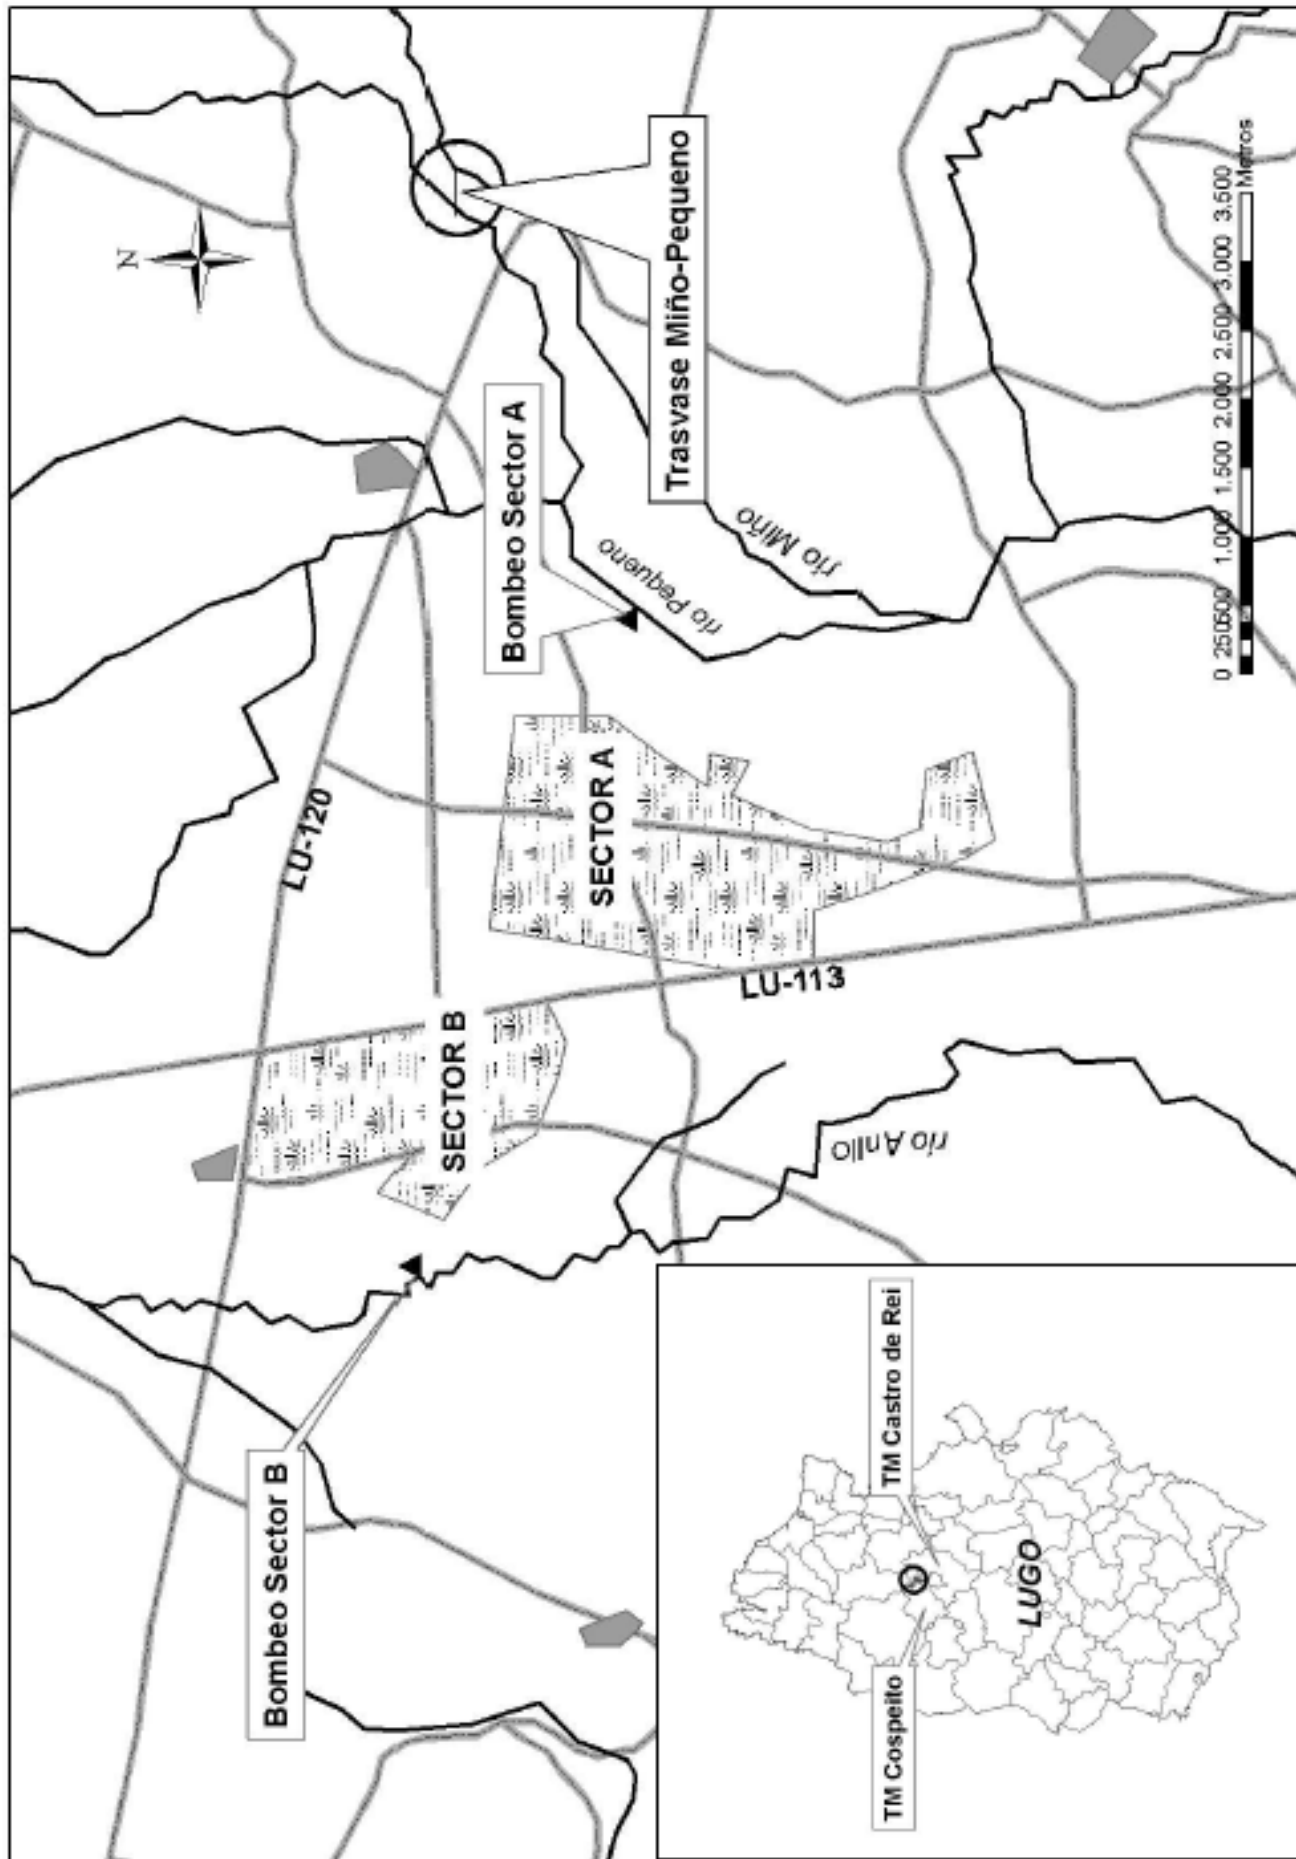 N
Bombeo Sector B
LU-120
SECTOR B
Bombeo Sector A
SECTOR A
río Pequeno
Trasvase Miño-Pequeno
LU-113
río Miño
río Anllo
TM Cospeito
TM Castro de Rei
LUGO
0 250500 1.000 1.500 2.000 2.500 3.000 3.500
Metros